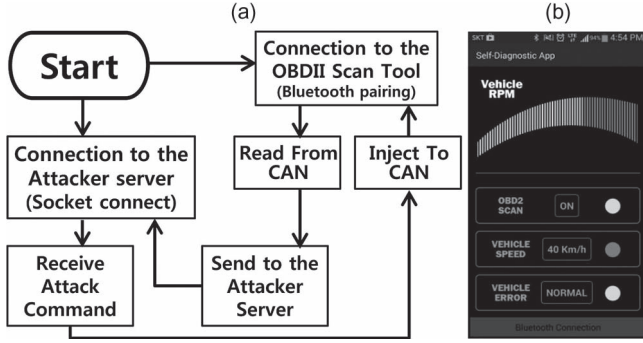 (a)
Start
Connection to the
OBDII Scan Tool
(Bluetooth pairing)
Connection to the
Attacker server
(Socket connect)
Read From
CAN
Inject To
CAN
Receive
Attack
Command
Send to the
Attacker
Server
(b)
SKT
LTE
94%
4:54 PM
Self-Diagnostic App
Vehicle
RPM
OBD2
SCAN
ON
VEHICLE
SPEED
40 Km/h
VEHICLE
ERROR
NORMAL
Bluetooth Connection